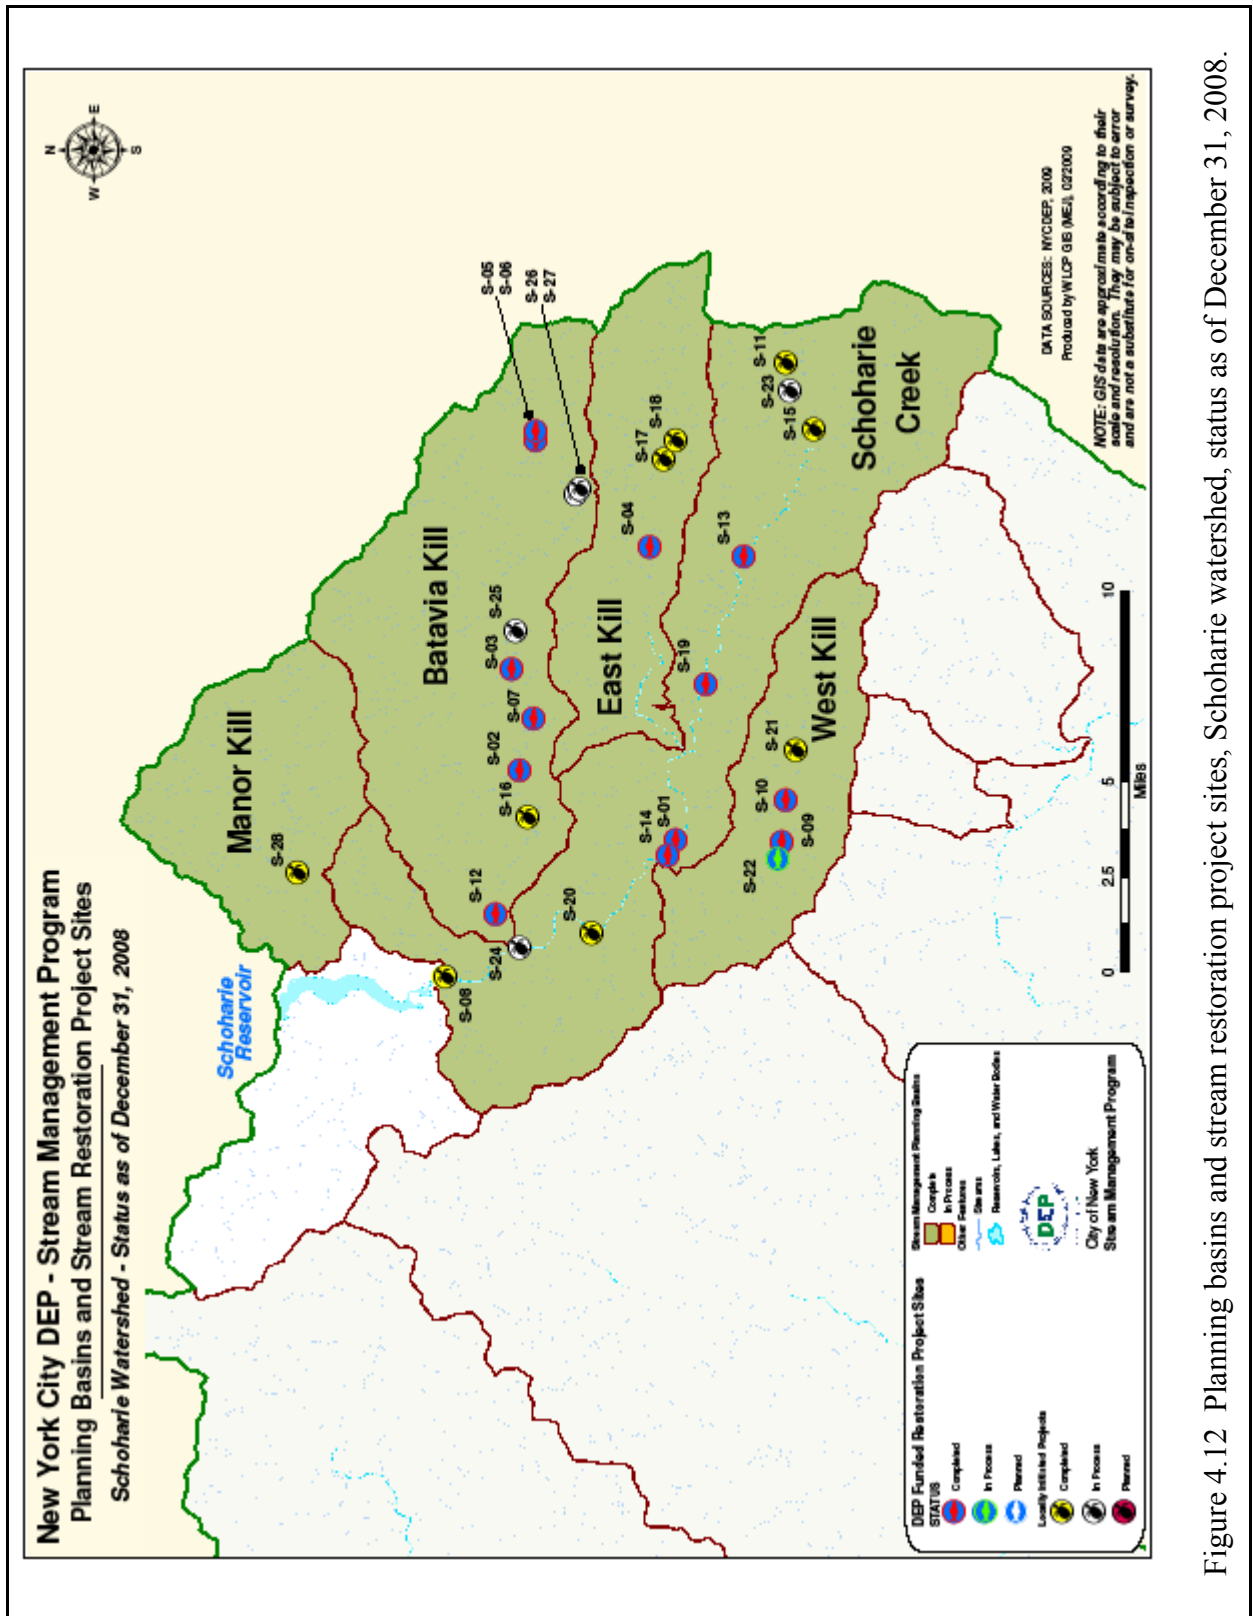 New York City DEP - Stream Management Program
Planning Basins and Stream Restoration Project Sites
Schoharie Watershed - Status as of December 31, 2008
N
W
E
S
Schoharie
Reservoir
Manor Kill
S-28
Batavia Kill
S-05
S-06
S-26
S-27
S-25
S-03
S-07
S-02
S-16
S-12
S-24
S-08
S-20
East Kill
S-18
S-17
S-04
S-13
S-19
S-14
S-01
S-11
S-23
S-15
Schoharie
Creek
West Kill
S-21
S-10
S-09
S-22
0
2.5
5
10
Miles
DATA SOURCES: NYCDEP, 2009
Produced by WLCP GIS (MEJ), 02/2009
NOTE: GIS data are approximate according to their
scale and resolution. They may be subject to error
and are not a substitute for on-site inspection or survey.
DEP Funded Restoration Project Sites
STATUS
Completed
In Process
Planned
Locally Initiated Projects
Completed
In Process
Planned
Stream Management Planning Basins
Complete
In Process
Other Features
Streams
Reservoirs, Lakes, and Water Bodies
DEP
City of New York
Stream Management Program
Figure 4.12 Planning basins and stream restoration project sites, Schoharie watershed, status as of December 31, 2008.